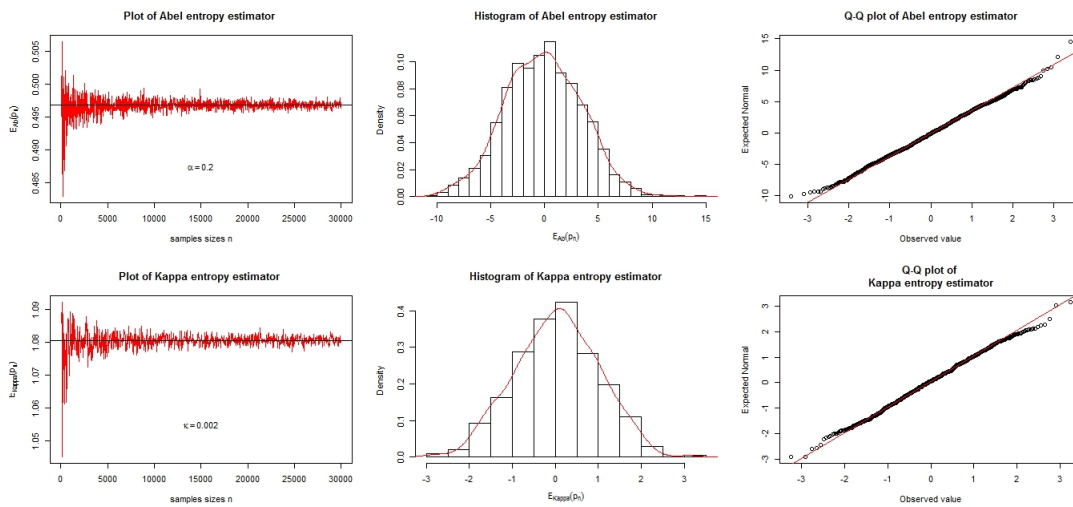 Plot of Abel entropy estimator
E_Ab(p_n)
0.505
0.500
0.495
0.490
0.485
α = 0.2
0 5000 10000 15000 20000 25000 30000
samples sizes n
Histogram of Abel entropy estimator
Density
0.10
0.08
0.06
0.04
0.02
0.00
-10 -5 0 5 10 15
E_Ab(p_n)
Q-Q plot of Abel entropy estimator
Expected Normal
15
10
5
0
-5
-10
-3 -2 -1 0 1 2 3
Observed value
Plot of Kappa entropy estimator
E_Kappa(p_n)
1.09
1.08
1.07
1.06
1.05
κ = 0.002
0 5000 10000 15000 20000 25000 30000
samples sizes n
Histogram of Kappa entropy estimator
Density
0.4
0.3
0.2
0.1
0.0
-3 -2 -1 0 1 2 3
E_Kappa(p_n)
Q-Q plot of
Kappa entropy estimator
Expected Normal
3
2
1
0
-1
-2
-3
-3 -2 -1 0 1 2 3
Observed value